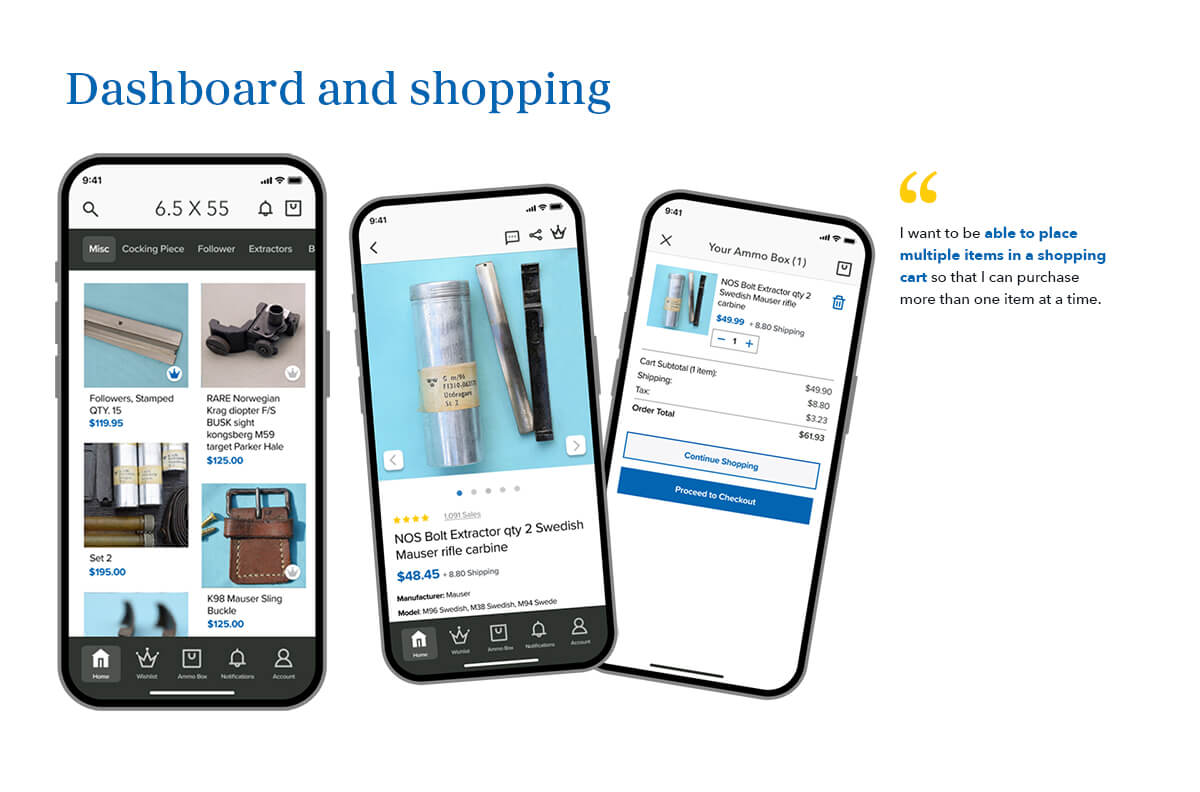 Dashboard and shopping
9:41
6.5 X 55
Misc Cocking Piece Follower Extractors B
Followers, Stamped
QTY. 15
$119.95
RARE Norwegian
Krag diopter F/S
BUSK sight
kongsberg M59
target Parker Hale
$125.00
Set 2
$195.00
K98 Mauser Sling
Buckle
$125.00
Home Wishlist Ammo Box Notifications Account
9:41
G m/96
Utdragare
St 2
1,091 Sales
NOS Bolt Extractor qty 2 Swedish
Mauser rifle carbine
$48.45 + 8.80 Shipping
Manufacturer: Mauser
Model: M96 Swedish, M38 Swedish, M94 Swede
Home Wishlist Ammo Box Notifications Account
9:41
Your Ammo Box (1)
NOS Bolt Extractor qty 2
Swedish Mauser rifle
carbine
$49.99 + 8.80 Shipping
1
Cart Subtotal (1 item): $49.90
Shipping: $8.80
Tax: $3.23
Order Total $61.93
Continue Shopping
Proceed to Checkout
I want to be able to place
multiple items in a shopping
cart so that I can purchase
more than one item at a time.